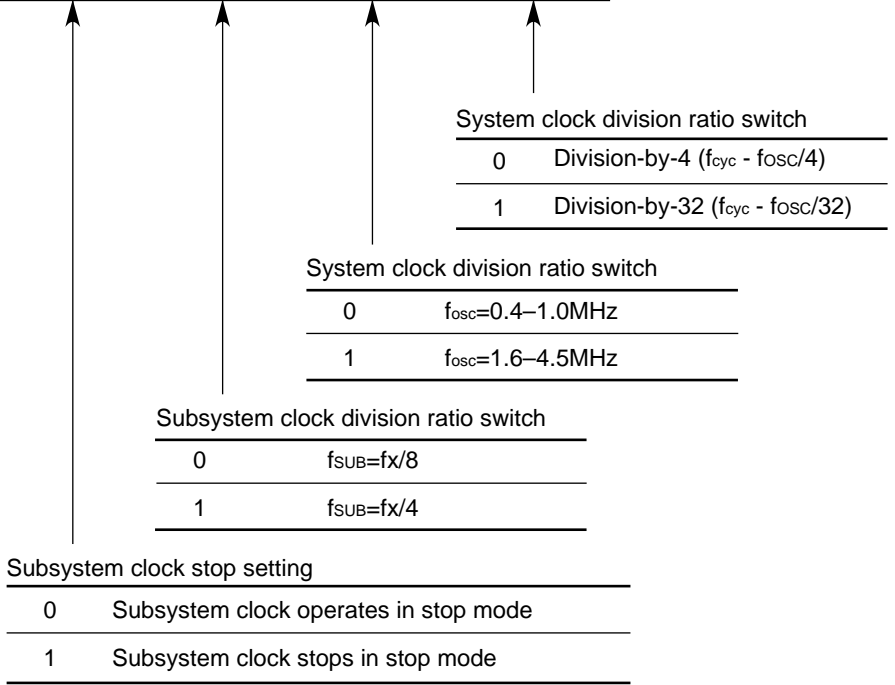 System clock division ratio switch
0 Division-by-4 (fcyc - fOSC/4)
1 Division-by-32 (fcyc - fOSC/32)
System clock division ratio switch
0 fosc=0.4–1.0MHz
1 fosc=1.6–4.5MHz
Subsystem clock division ratio switch
0 fSUB=fx/8
1 fSUB=fx/4
Subsystem clock stop setting
0 Subsystem clock operates in stop mode
1 Subsystem clock stops in stop mode